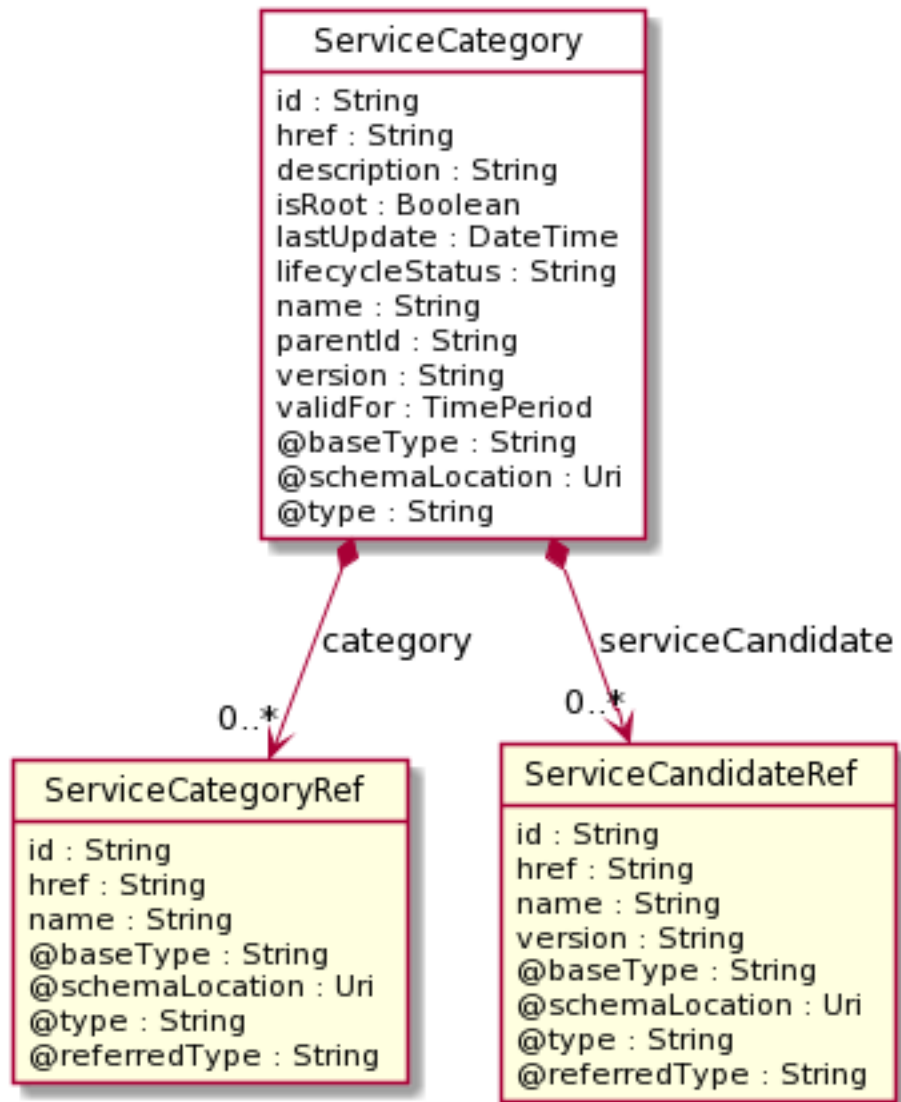 ServiceCategory
id : String
href : String
description : String
isRoot : Boolean
lastUpdate : DateTime
lifecycleStatus : String
name : String
parentId : String
version : String
validFor : TimePeriod
@baseType : String
@schemaLocation : Uri
@type : String
category
serviceCandidate
0..*
0..*
ServiceCategoryRef
id : String
href : String
name : String
@baseType : String
@schemaLocation : Uri
@type : String
@referredType : String
ServiceCandidateRef
id : String
href : String
name : String
version : String
@baseType : String
@schemaLocation : Uri
@type : String
@referredType : String